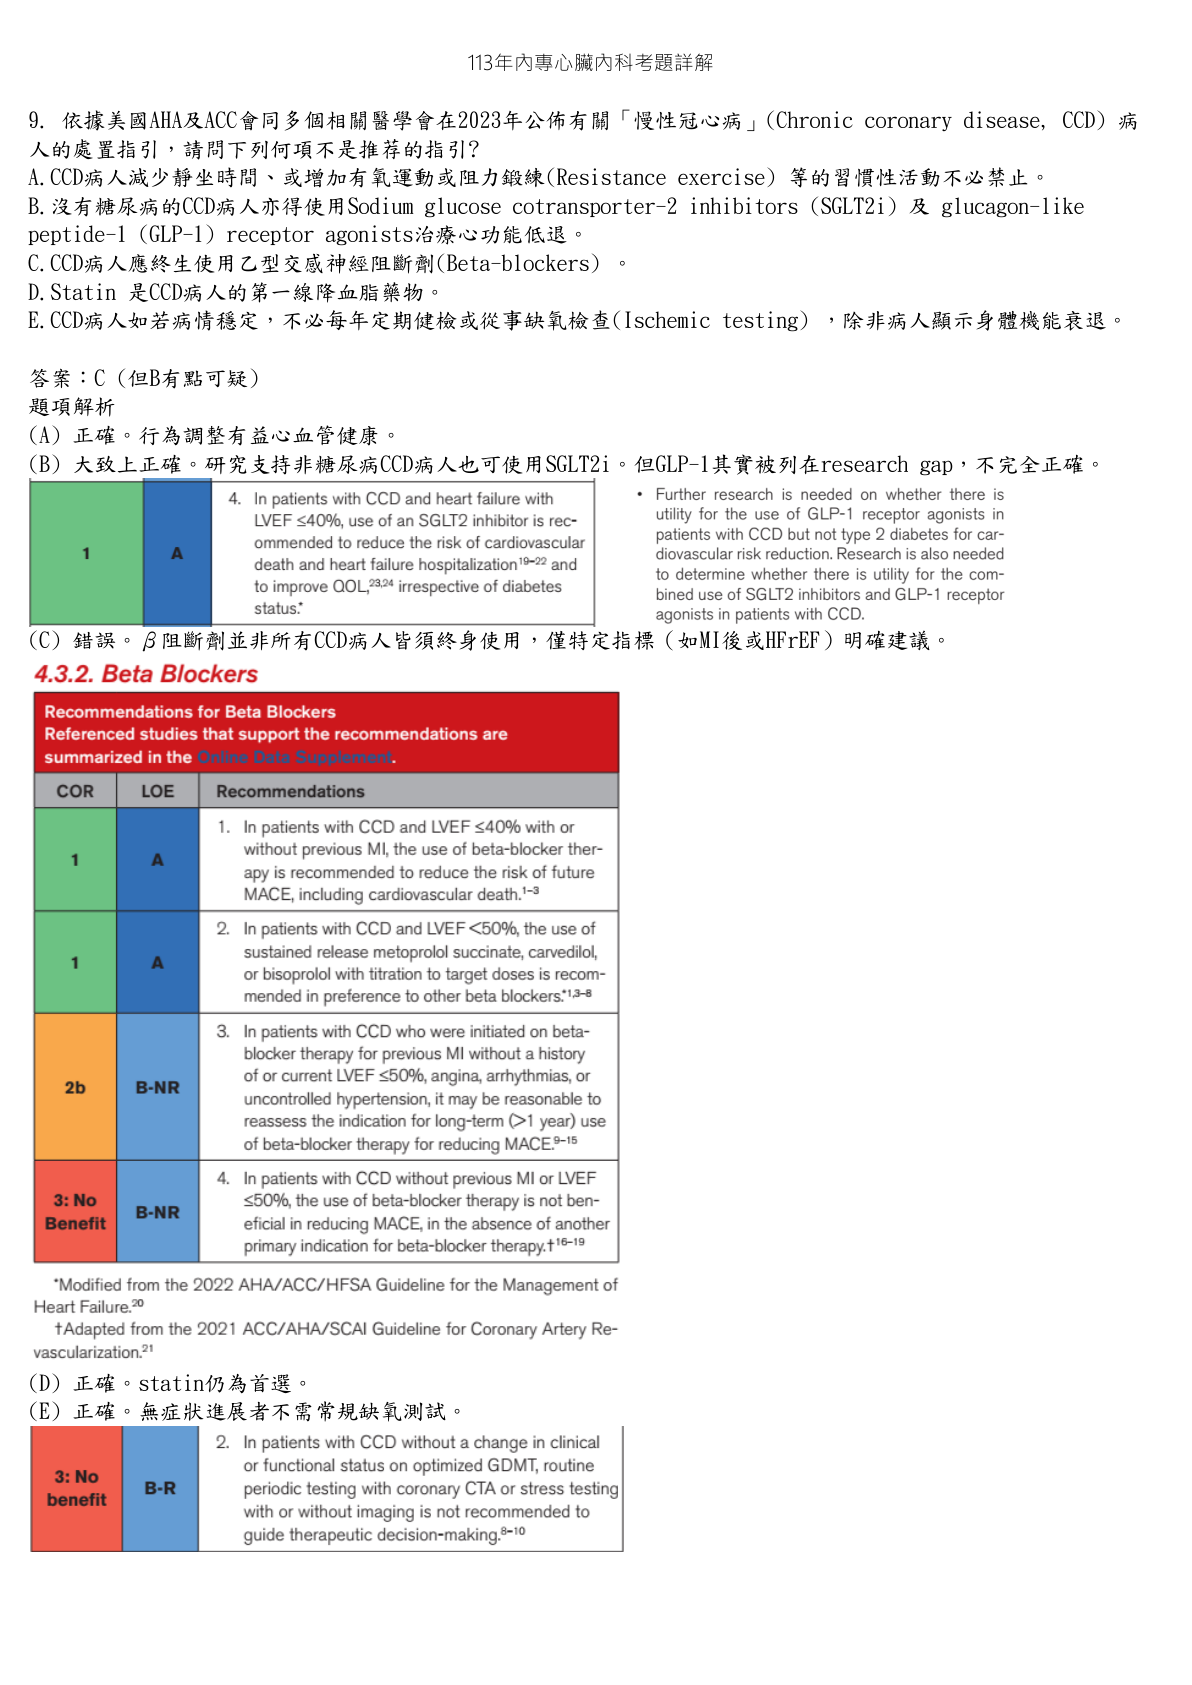 113年內專心臟內科考題詳解
9. 依據美國AHA及ACC會同多個相關醫學會在2023年公佈有關「慢性冠心病」(Chronic coronary disease, CCD) 病
人的處置指引，請問下列何項不是推荐的指引?
A.CCD病人減少靜坐時間、或增加有氧運動或阻力鍛練(Resistance exercise) 等的習慣性活動不必禁止。
B.沒有糖尿病的CCD病人亦得使用Sodium glucose cotransporter-2 inhibitors (SGLT2i) 及 glucagon-like
peptide-1 (GLP-1) receptor agonists治療心功能低退。
C.CCD病人應終生使用乙型交感神經阻斷劑(Beta-blockers) 。
D.Statin 是CCD病人的第一線降血脂藥物。
E.CCD病人如若病情穩定，不必每年定期健檢或從事缺氧檢查(Ischemic testing) ，除非病人顯示身體機能衰退。
答案：C (但B有點可疑)
題項解析
(A) 正確。行為調整有益心血管健康。
(B) 大致上正確。研究支持非糖尿病CCD病人也可使用SGLT2i。但GLP-1其實被列在research gap，不完全正確。
1
A
4. In patients with CCD and heart failure with
LVEF ≤40%, use of an SGLT2 inhibitor is rec-
ommended to reduce the risk of cardiovascular
death and heart failure hospitalization19–22 and
to improve QOL,23,24 irrespective of diabetes
status.*
• Further research is needed on whether there is
utility for the use of GLP-1 receptor agonists in
patients with CCD but not type 2 diabetes for car-
diovascular risk reduction. Research is also needed
to determine whether there is utility for the com-
bined use of SGLT2 inhibitors and GLP-1 receptor
agonists in patients with CCD.
(C) 錯誤。β阻斷劑並非所有CCD病人皆須終身使用，僅特定指標（如MI後或HFrEF）明確建議。
4.3.2. Beta Blockers
Recommendations for Beta Blockers
Referenced studies that support the recommendations are
summarized in the Online Data Supplement.
COR LOE Recommendations
1
A
1. In patients with CCD and LVEF ≤40% with or
without previous MI, the use of beta-blocker ther-
apy is recommended to reduce the risk of future
MACE, including cardiovascular death.1–3
1
A
2. In patients with CCD and LVEF <50%, the use of
sustained release metoprolol succinate, carvedilol,
or bisoprolol with titration to target doses is recom-
mended in preference to other beta blockers.*1,3–8
2b
B-NR
3. In patients with CCD who were initiated on beta-
blocker therapy for previous MI without a history
of or current LVEF ≤50%, angina, arrhythmias, or
uncontrolled hypertension, it may be reasonable to
reassess the indication for long-term (>1 year) use
of beta-blocker therapy for reducing MACE.9–15
3: No
Benefit
B-NR
4. In patients with CCD without previous MI or LVEF
≤50%, the use of beta-blocker therapy is not ben-
eficial in reducing MACE, in the absence of another
primary indication for beta-blocker therapy.†16–19
*Modified from the 2022 AHA/ACC/HFSA Guideline for the Management of
Heart Failure.20
†Adapted from the 2021 ACC/AHA/SCAI Guideline for Coronary Artery Re-
vascularization.21
(D) 正確。statin仍為首選。
(E) 正確。無症狀進展者不需常規缺氧測試。
3: No
benefit
B-R
2. In patients with CCD without a change in clinical
or functional status on optimized GDMT, routine
periodic testing with coronary CTA or stress testing
with or without imaging is not recommended to
guide therapeutic decision-making.8–10